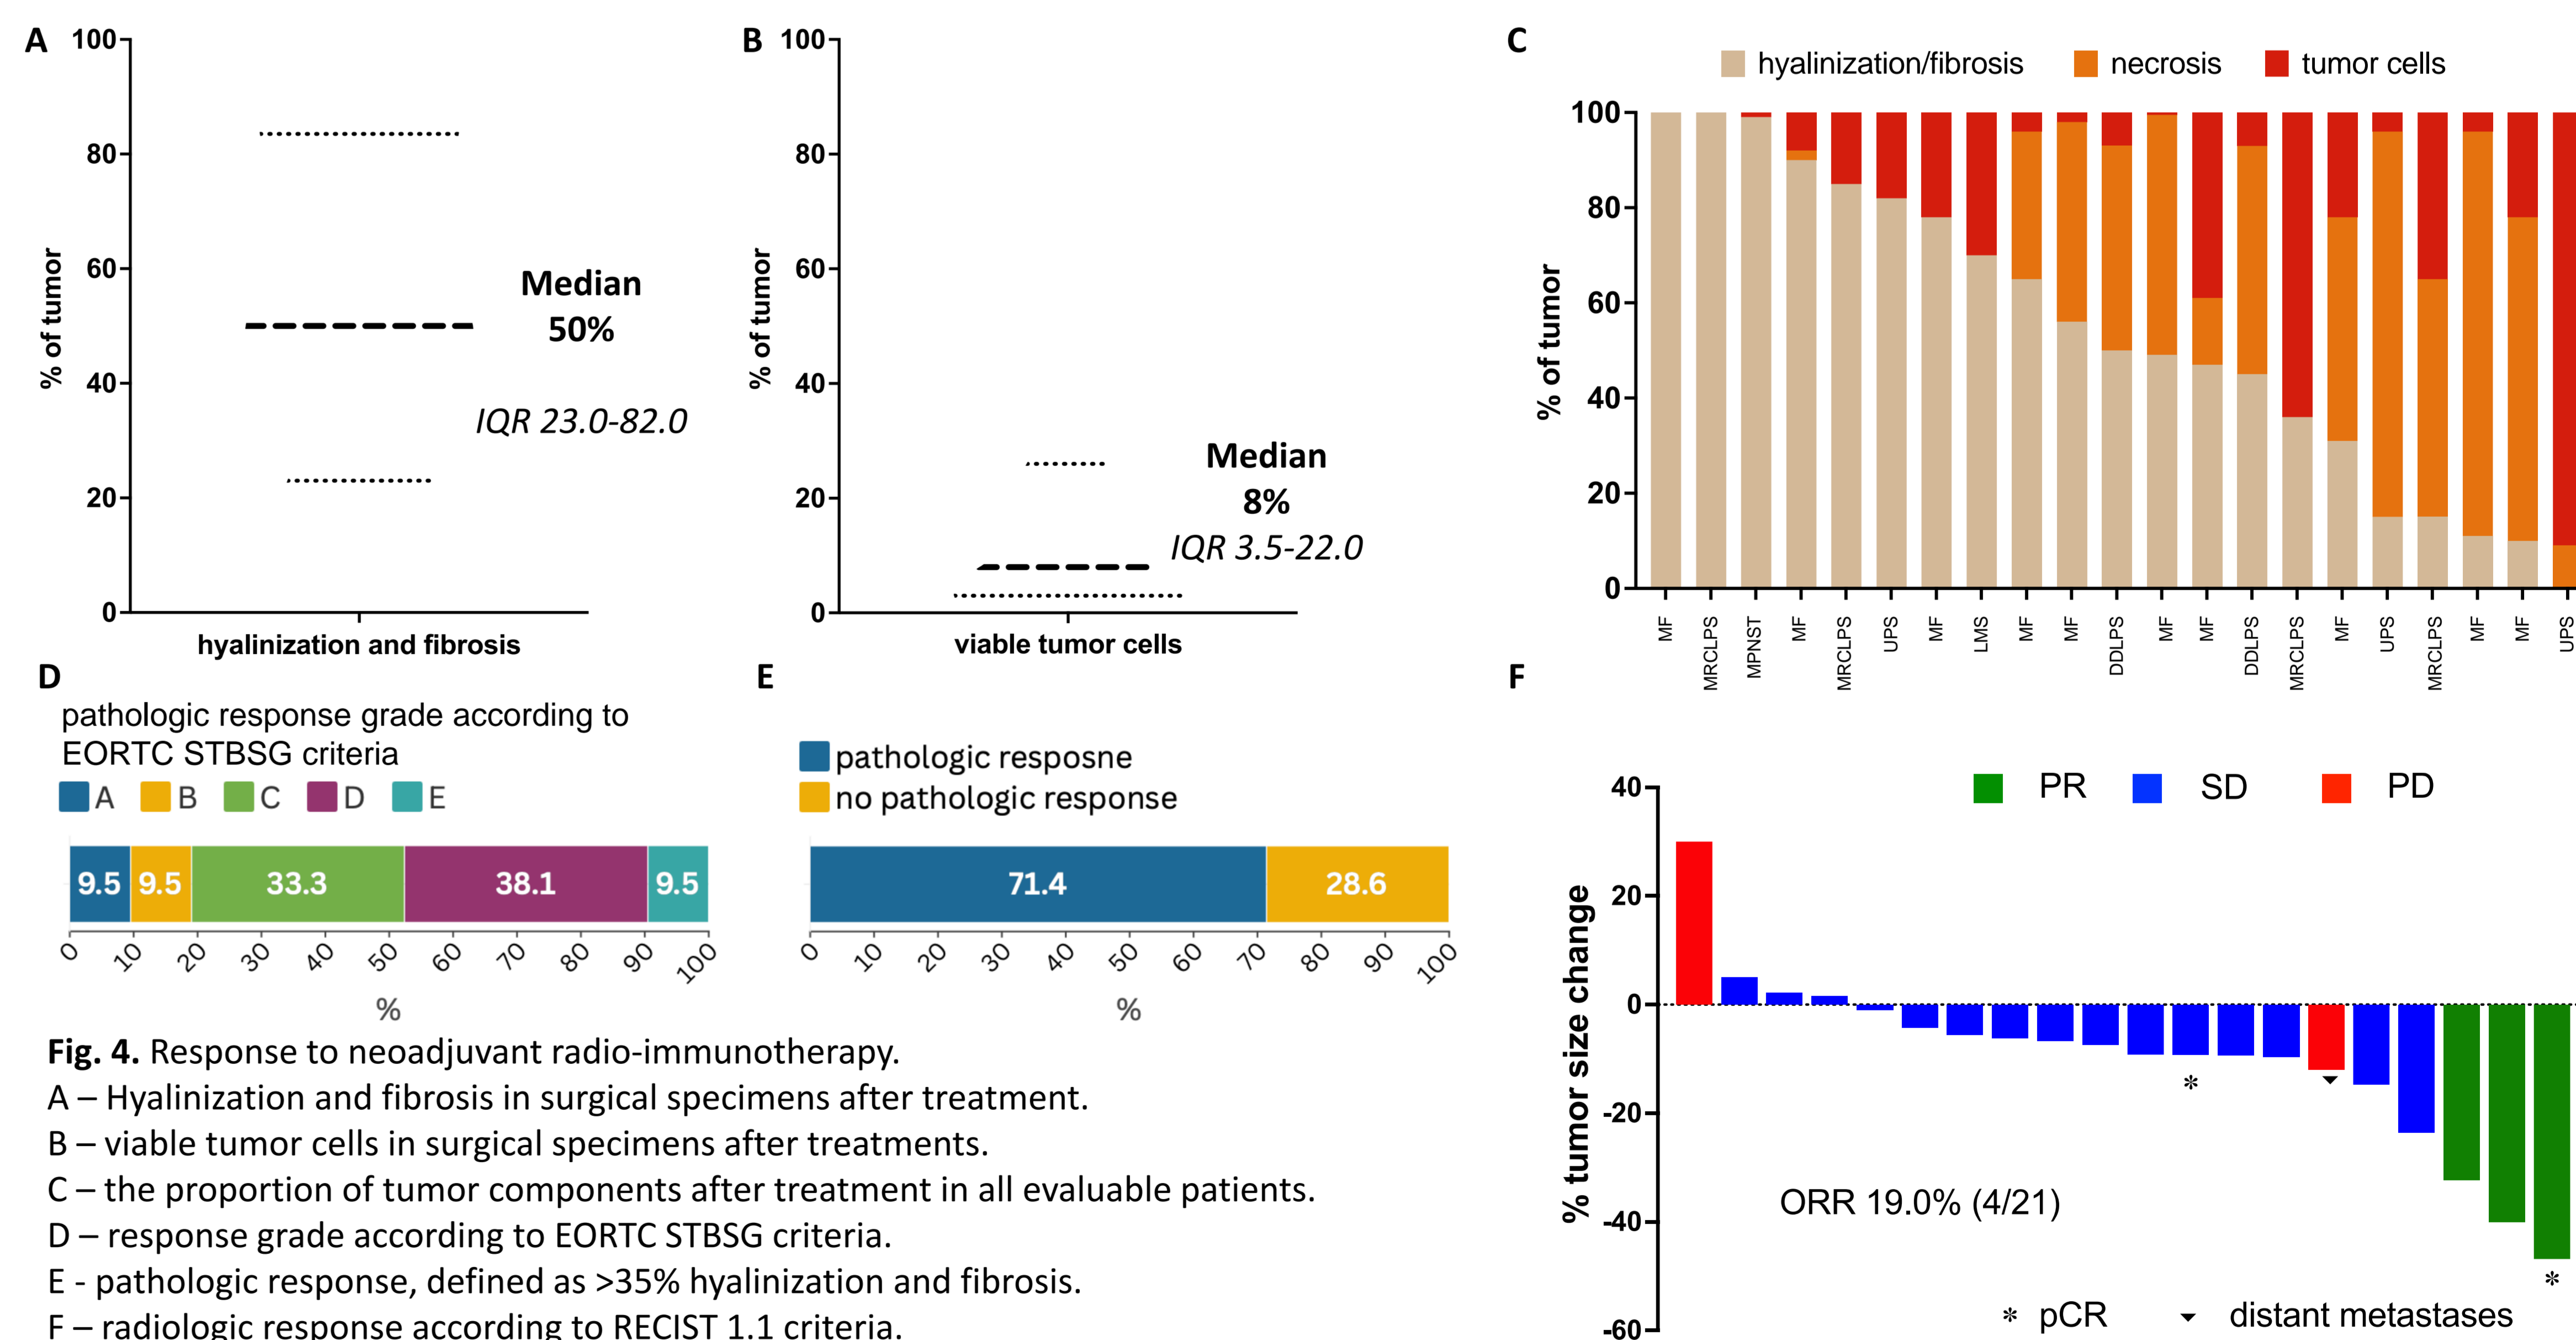 A
100
80
60
40
20
0
% of tumor
Median
50%
IQR 23.0-82.0
hyalinization and fibrosis
B
100
80
60
40
20
0
% of tumor
Median
8%
IQR 3.5-22.0
viable tumor cells
C
hyalinization/fibrosis necrosis tumor cells
100
80
60
40
20
0
% of tumor
MF MRCLPS MPNST MF MRCLPS UPS MF LMS MF MF DDLPS MF MF DDLPS MRCLPS MF UPS MRCLPS MF MF UPS
D
pathologic response grade according to
EORTC STBSG criteria
A B C D E
9.5 9.5 33.3 38.1 9.5
0 10 20 30 40 50 60 70 80 90 100
%
E
pathologic resposne
no pathologic response
71.4 28.6
0 10 20 30 40 50 60 70 80 90 100
%
F
PR SD PD
40
20
0
-20
-40
-60
% tumor size change
*
ORR 19.0% (4/21)
*
* pCR distant metastases
Fig. 4. Response to neoadjuvant radio-immunotherapy.
A – Hyalinization and fibrosis in surgical specimens after treatment.
B – viable tumor cells in surgical specimens after treatments.
C – the proportion of tumor components after treatment in all evaluable patients.
D – response grade according to EORTC STBSG criteria.
E - pathologic response, defined as >35% hyalinization and fibrosis.
F – radiologic response according to RECIST 1.1 criteria.